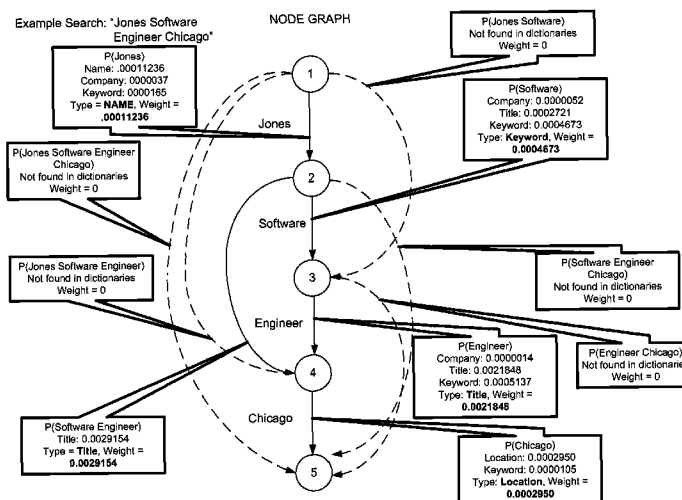 Example Search: "Jones Software
Engineer Chicago"
NODE GRAPH
P(Jones)
Name: .00011236
Company: 0000037
Keyword: 0000165
Type = NAME, Weight =
.00011236
P(Jones Software)
Not found in dictionaries
Weight = 0
1
Jones
P(Software)
Company: 0.0000052
Title: 0.0002721
Keyword: 0.0004673
Type: Keyword, Weight =
0.0004673
P(Jones Software Engineer
Chicago)
Not found in dictionaries
Weight = 0
2
Software
P(Jones Software Engineer)
Not found in dictionaries
Weight = 0
P(Software Engineer
Chicago)
Not found in dictionaries
Weight = 0
3
Engineer
P(Engineer)
Company: 0.0000014
Title: 0.0021848
Keyword: 0.0005137
Type: Title, Weight =
0.0021848
P(Engineer Chicago)
Not found in dictionaries
Weight = 0
4
Chicago
P(Software Engineer)
Title: 0.0029154
Type = Title, Weight =
0.0029154
P(Chicago)
Location: 0.0002950
Keyword: 0.0000105
Type: Location, Weight =
0.0002950
5